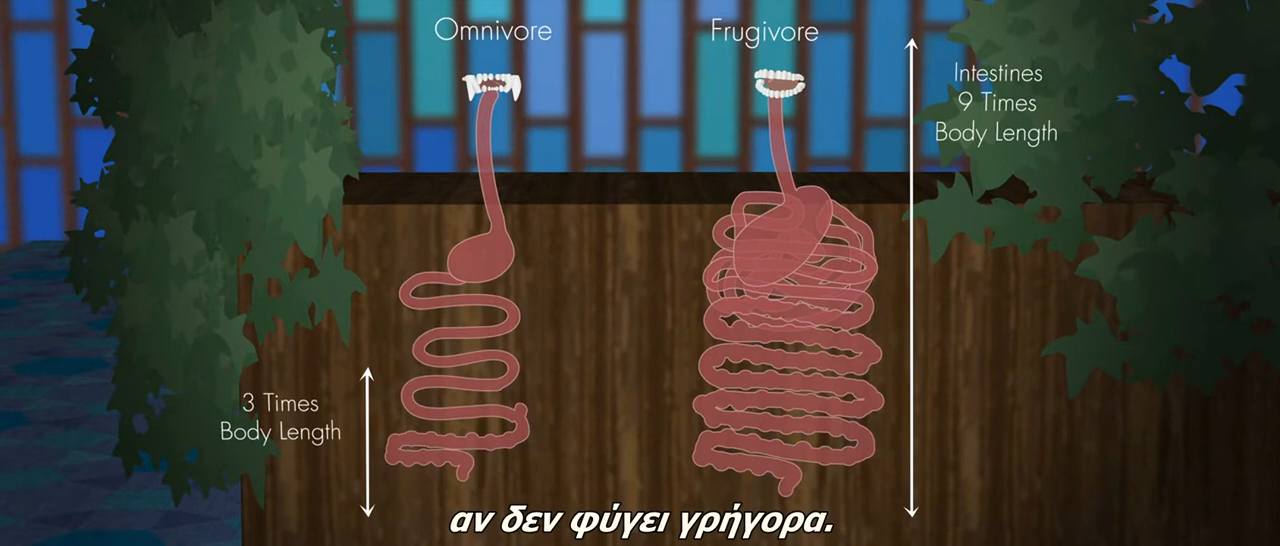 Omnivore
Frugivore
Intestines
9 Times
Body Length
3 Times
Body Length
αν δεν φύγει γρήγορα.